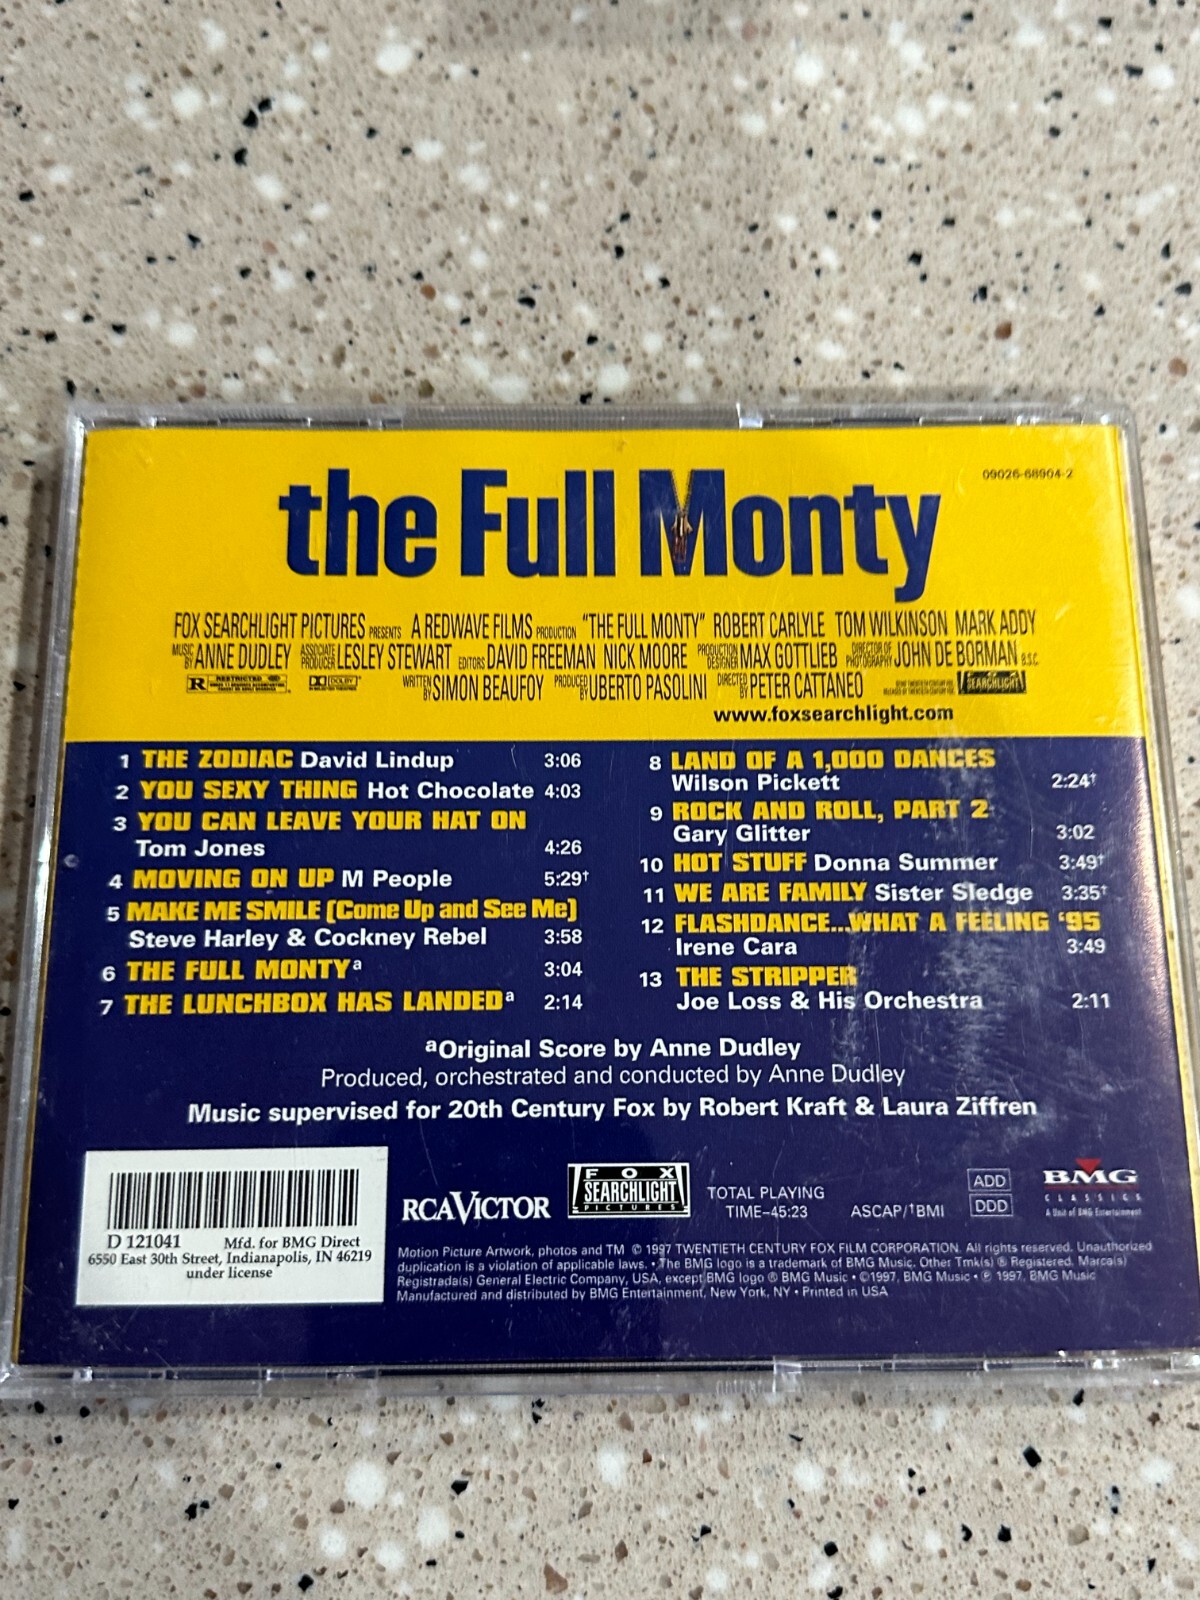 09026-68904-2
the Full Monty
FOX SEARCHLIGHT PICTURES PRESENTS A REDWAVE FILMS PRODUCTION "THE FULL MONTY" ROBERT CARLYLE TOM WILKINSON MARK ADDY
MUSIC BY ANNE DUDLEY ASSOCIATE PRODUCER LESLEY STEWART EDITORS DAVID FREEMAN NICK MOORE PRODUCTION DESIGNER MAX GOTTLIEB DIRECTOR OF PHOTOGRAPHY JOHN DE BORMAN B.S.C.
R RESTRICTED DOLBY WRITTEN BY SIMON BEAUFOY PRODUCED BY UBERTO PASOLINI DIRECTED BY PETER CATTANEO SEARCHLIGHT
www.foxsearchlight.com
1 THE ZODIAC David Lindup 3:06
2 YOU SEXY THING Hot Chocolate 4:03
3 YOU CAN LEAVE YOUR HAT ON
Tom Jones 4:26
4 MOVING ON UP M People 5:29†
5 MAKE ME SMILE (Come Up and See Me)
Steve Harley & Cockney Rebel 3:58
6 THE FULL MONTYª 3:04
7 THE LUNCHBOX HAS LANDEDª 2:14
8 LAND OF A 1,000 DANCES
Wilson Pickett 2:24†
9 ROCK AND ROLL, PART 2
Gary Glitter 3:02
10 HOT STUFF Donna Summer 3:49†
11 WE ARE FAMILY Sister Sledge 3:35†
12 FLASHDANCE...WHAT A FEELING '95
Irene Cara 3:49
13 THE STRIPPER
Joe Loss & His Orchestra 2:11
ªOriginal Score by Anne Dudley
Produced, orchestrated and conducted by Anne Dudley
Music supervised for 20th Century Fox by Robert Kraft & Laura Ziffren
D 121041 Mfd. for BMG Direct
6550 East 30th Street, Indianapolis, IN 46219
under license
RCA VICTOR
FOX
SEARCHLIGHT
PICTURES
TOTAL PLAYING
TIME–45:23
ASCAP/†BMI
ADD
DDD
BMG
CLASSICS
A Unit of BMG Entertainment
Motion Picture Artwork, photos and TM © 1997 TWENTIETH CENTURY FOX FILM CORPORATION. All rights reserved. Unauthorized
duplication is a violation of applicable laws. • The BMG logo is a trademark of BMG Music. Other Tmk(s) ® Registered. Marca(s)
Registrada(s) General Electric Company, USA, except BMG logo ® BMG Music • ©1997, BMG Music • ℗ 1997, BMG Music
Manufactured and distributed by BMG Entertainment, New York, NY • Printed in USA